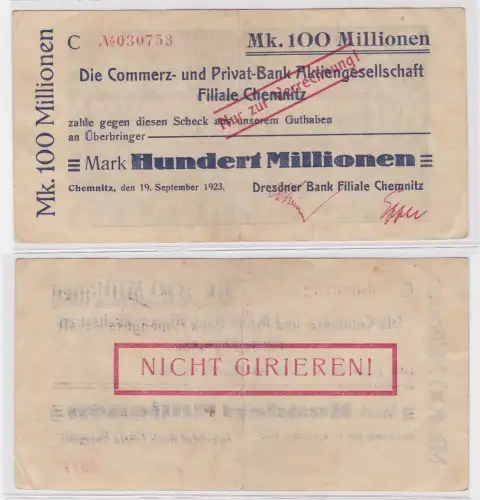 Mk. 100 Millionen
C №030753
Mk. 100 Millionen
Die Commerz- und Privat-Bank Aktiengesellschaft
Filiale Chemnitz
Nur zur Verrechnung!
zahle gegen diesen Scheck aus unserem Guthaben
an Überbringer
Mark Hundert Millionen
Chemnitz, den 19. September 1923.
Dresdner Bank Filiale Chemnitz
NICHT GIRIEREN!